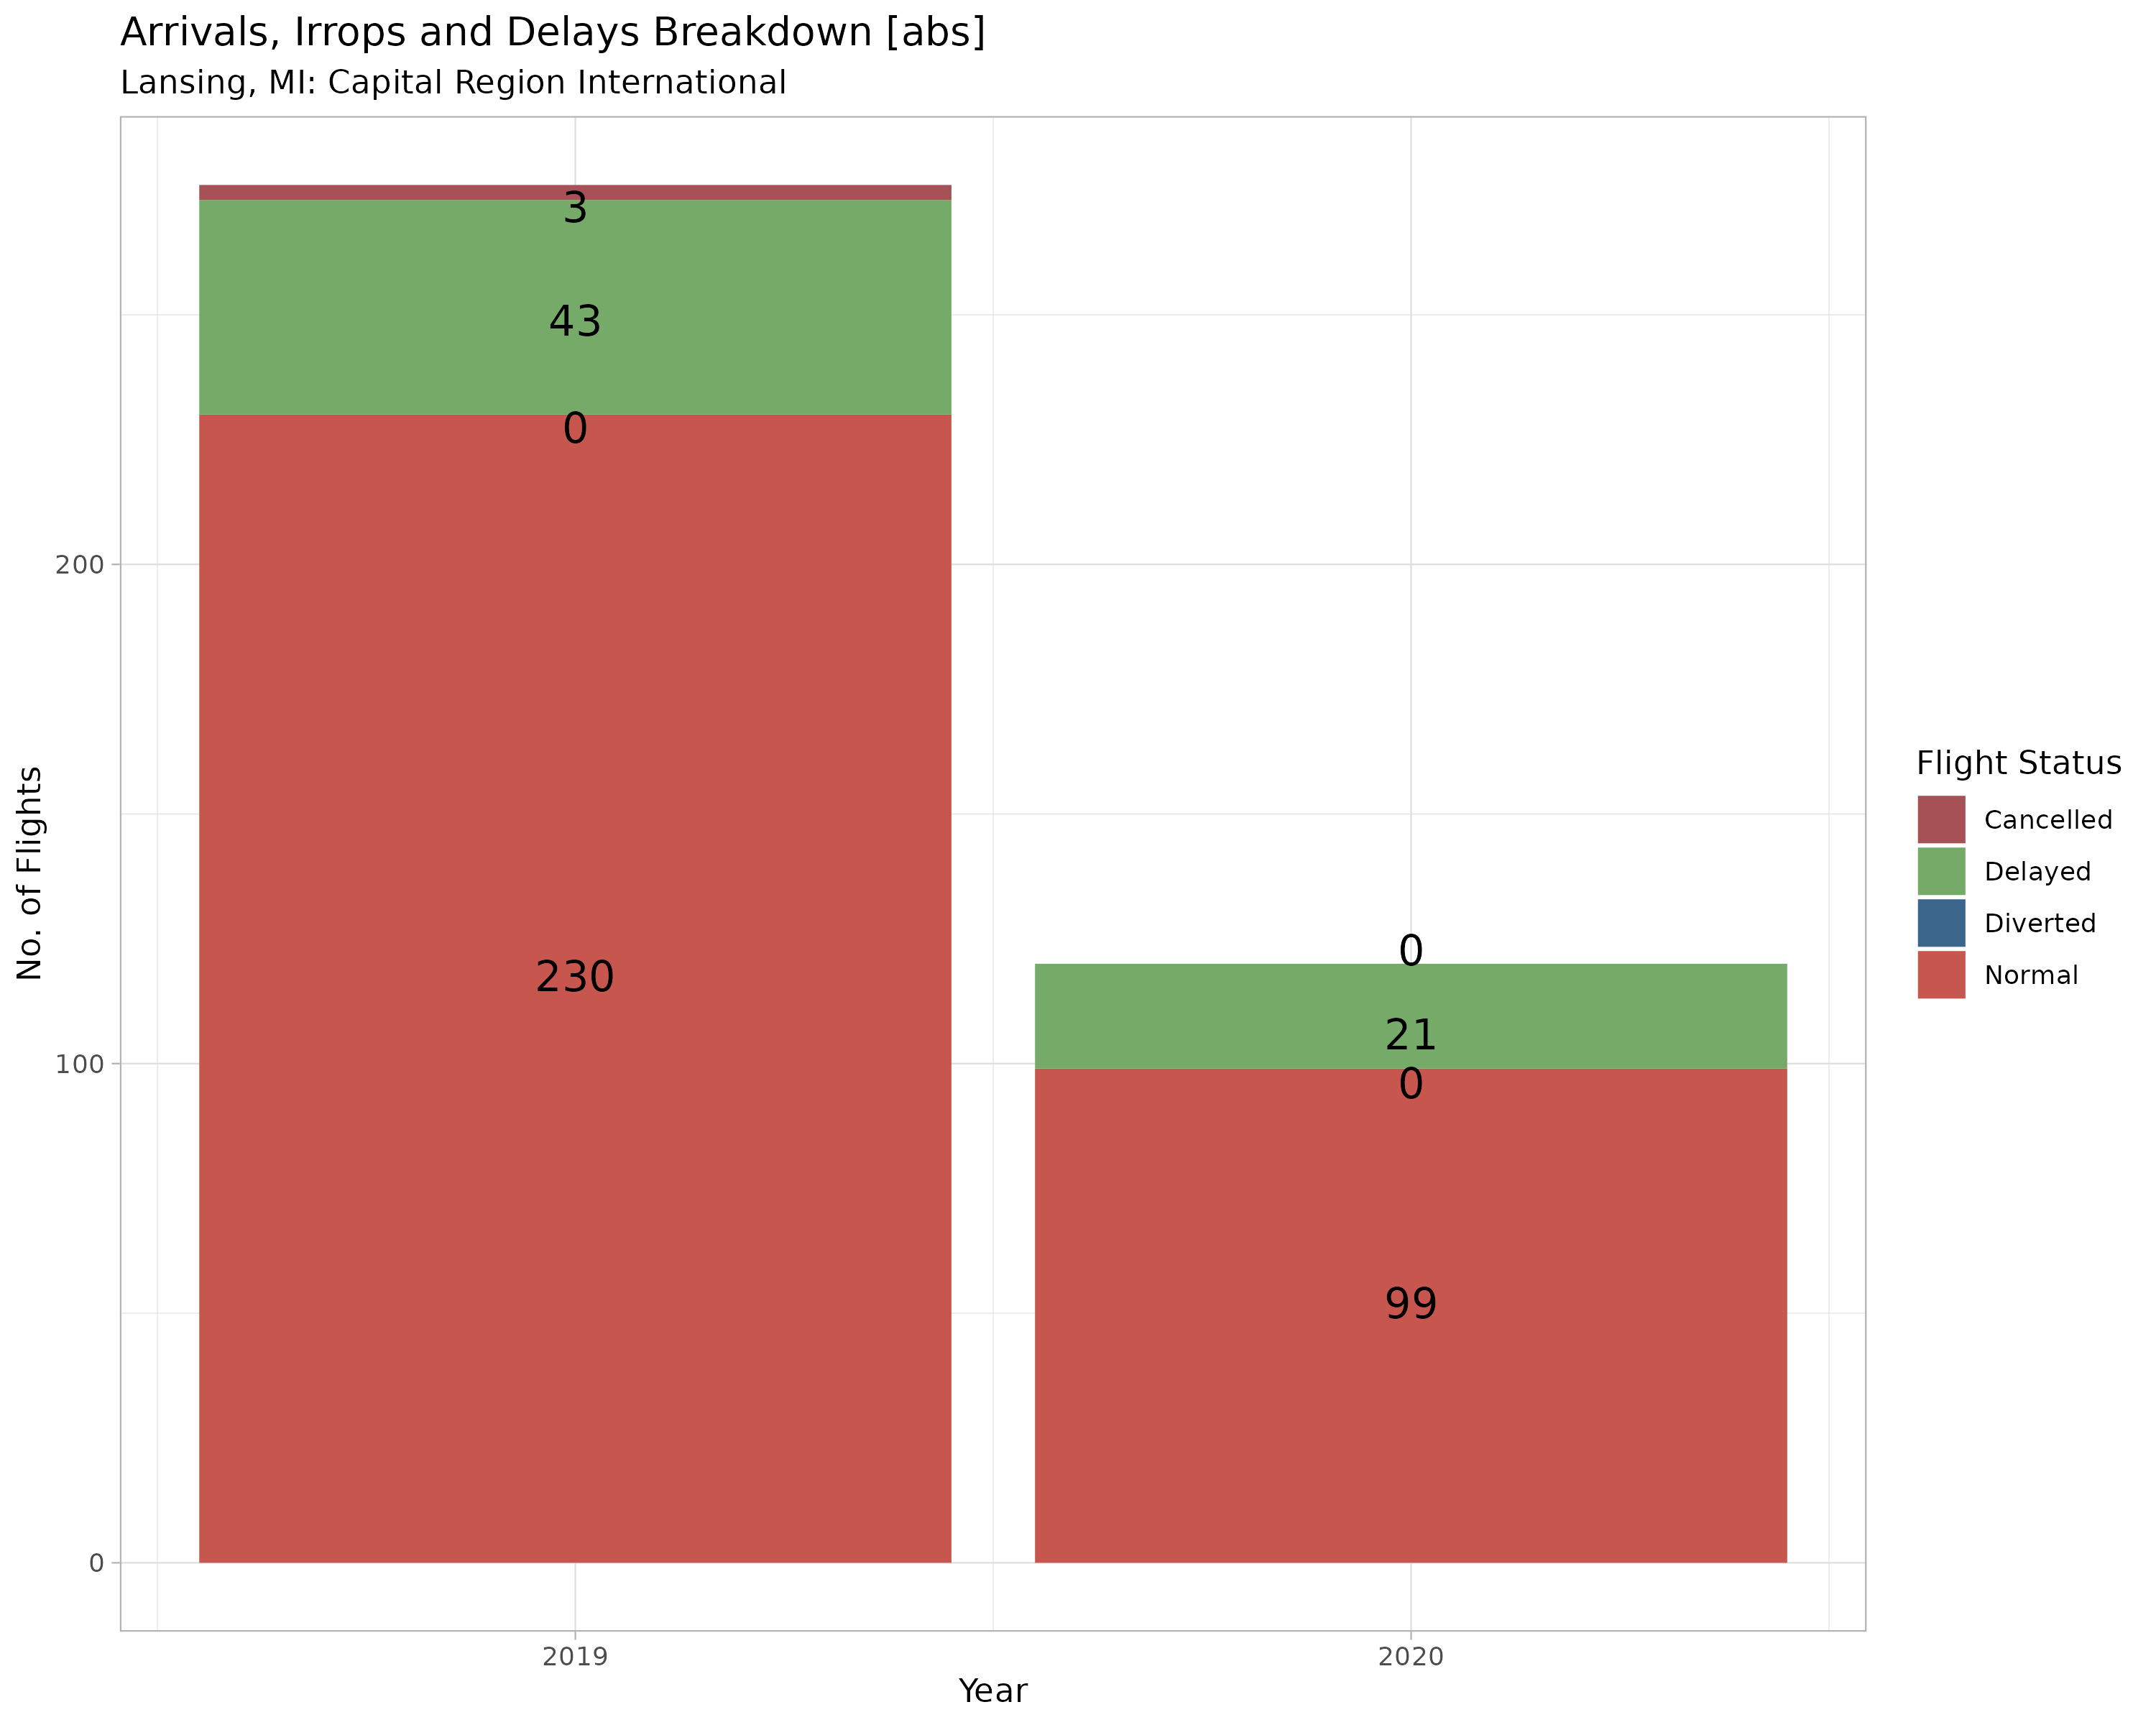 Arrivals, Irrops and Delays Breakdown [abs]
Lansing, MI: Capital Region International
No. of Flights
200
100
0
3
43
0
230
0
21
0
99
2019
2020
Year
Flight Status
Cancelled
Delayed
Diverted
Normal